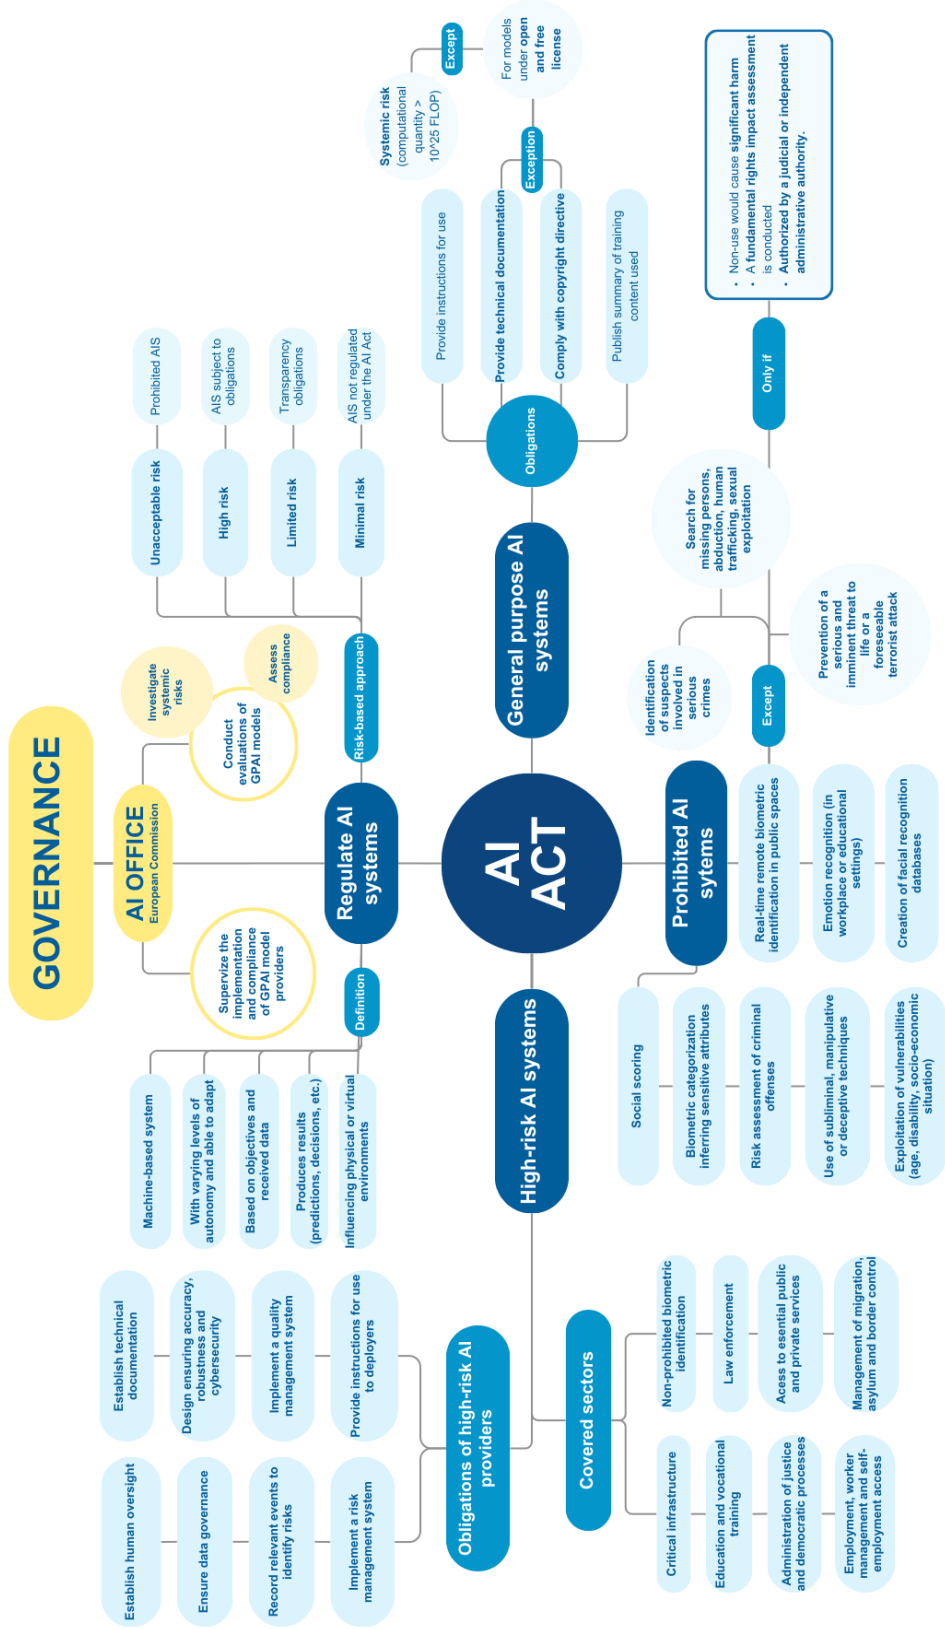 GOVERNANCE
AI OFFICE
European Commission
Supervize the
implementation
and compliance
of GPAI model
providers
Conduct
evaluations of
GPAI models
Investigate
systemic
risks
Assess
compliance
Regulate AI
systems
Definition
Machine-based system
With varying levels of
autonomy and able to adapt
Based on objectives and
received data
Produces results
(predictions, decisions, etc.)
Influencing physical or virtual
environments
Risk-based approach
Unacceptable risk
Prohibited AIS
High risk
AIS subject to
obligations
Limited risk
Transparency
obligations
Minimal risk
AIS not regulated
under the AI Act
AI
ACT
High-risk AI systems
Obligations of high-risk AI
providers
Establish human oversight
Ensure data governance
Record relevant events to
identify risks
Implement a risk
management system
Establish technical
documentation
Design ensuring accuracy,
robustness and
cybersecurity
Implement a quality
management system
Provide instructions for use
to deployers
Covered sectors
Critical infrastructure
Education and vocational
training
Administration of justice
and democratic processes
Employment, worker
management and self-
employment access
Non-prohibited biometric
identification
Law enforcement
Acess to esential public
and private services
Management of migration,
asylum and border control
General purpose AI
systems
Obligations
Provide instructions for use
Provide technical documentation
Comply with copyright directive
Publish summary of training
content used
Exception
For models
under open
and free
license
Except
Systemic risk
(computational
quantity >
10^25 FLOP)
Prohibited AI
sytems
Social scoring
Biometric categorization
inferring sensitive attributes
Risk assessment of criminal
offenses
Use of subliminal, manipulative
or deceptive techniques
Exploitation of vulnerabilities
(age, disability, socio-economic
situation)
Real-time remote biometric
identification in public spaces
Emotion recognition (in
workplace or educational
settings)
Creation of facial recognition
databases
Except
Identification
of suspects
involved in
serious
crimes
Search for
missing persons,
abduction, human
trafficking, sexual
exploitation
Prevention of a
serious and
imminent threat to
life or a
foreseeable
terrorist attack
Only if
• Non-use would cause significant harm
• A fundamental rights impact assessment
is conducted
• Authorized by a judicial or independent
administrative authority.